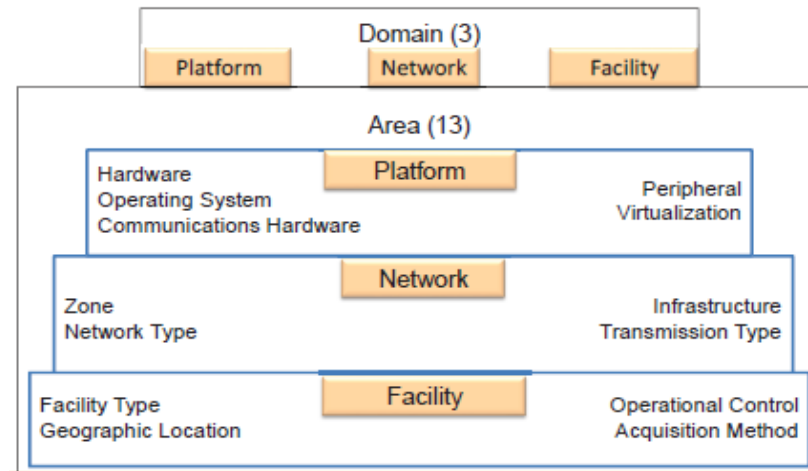 Domain (3)
Platform
Network
Facility
Area (13)
Platform
Hardware
Operating System
Communications Hardware
Peripheral
Virtualization
Network
Zone
Network Type
Infrastructure
Transmission Type
Facility
Facility Type
Geographic Location
Operational Control
Acquisition Method